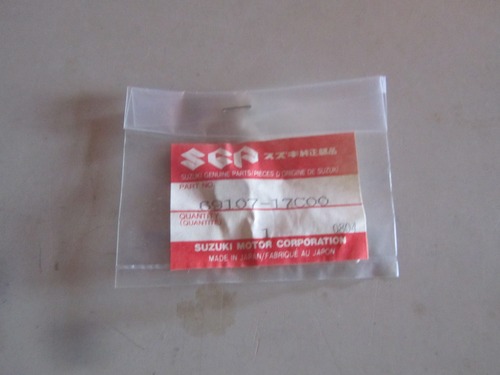 SGP スズキ純正部品
SUZUKI GENUINE PARTS/PIECES D ORIGINE DE SUZUKI
PART NO.
69107-17C00
QUANTITY
(QUANTITÉ)
1
SUZUKI MOTOR CORPORATION
MADE IN JAPAN/FABRIQUÉ AU JAPON